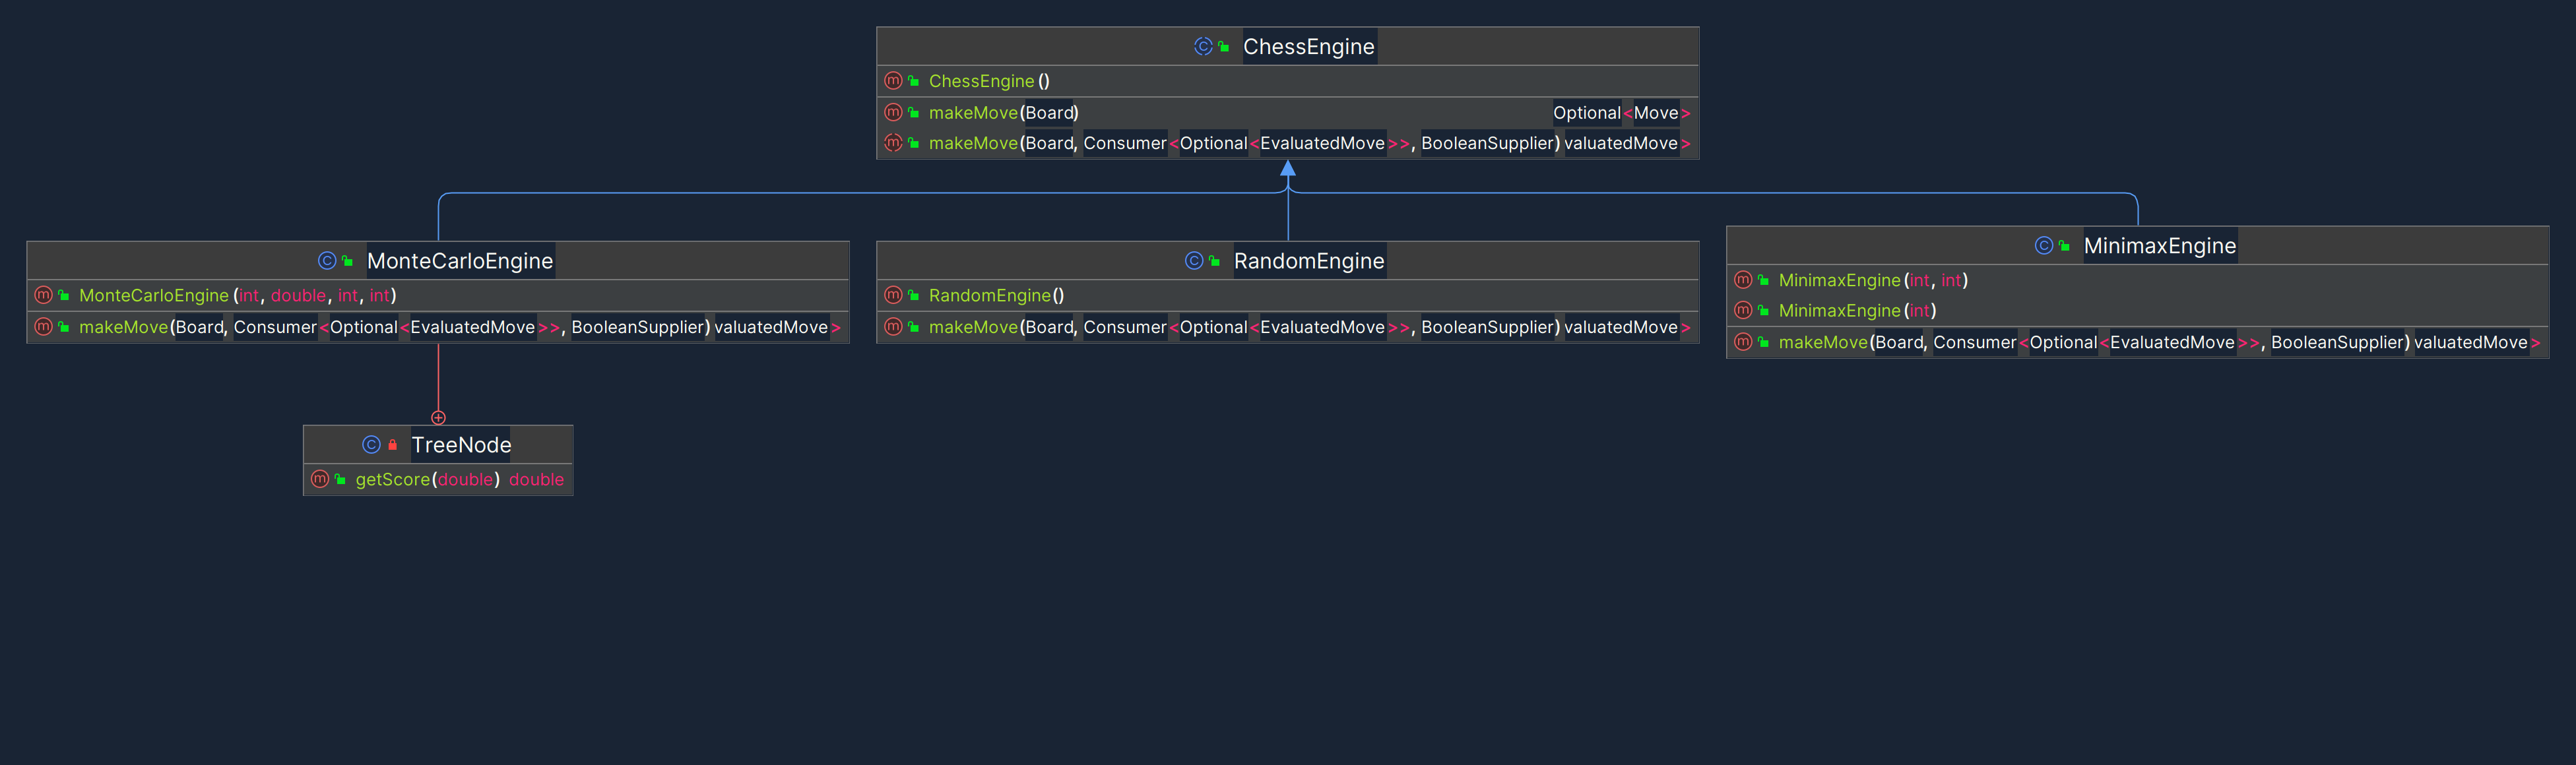 ChessEngine
ChessEngine()
makeMove(Board) Optional<Move>
makeMove(Board, Consumer<Optional<EvaluatedMove>>, BooleanSupplier) valuatedMove>
MonteCarloEngine
MonteCarloEngine(int, double, int, int)
makeMove(Board, Consumer<Optional<EvaluatedMove>>, BooleanSupplier) valuatedMove>
RandomEngine
RandomEngine()
makeMove(Board, Consumer<Optional<EvaluatedMove>>, BooleanSupplier) valuatedMove>
MinimaxEngine
MinimaxEngine(int, int)
MinimaxEngine(int)
makeMove(Board, Consumer<Optional<EvaluatedMove>>, BooleanSupplier) valuatedMove>
TreeNode
getScore(double) double